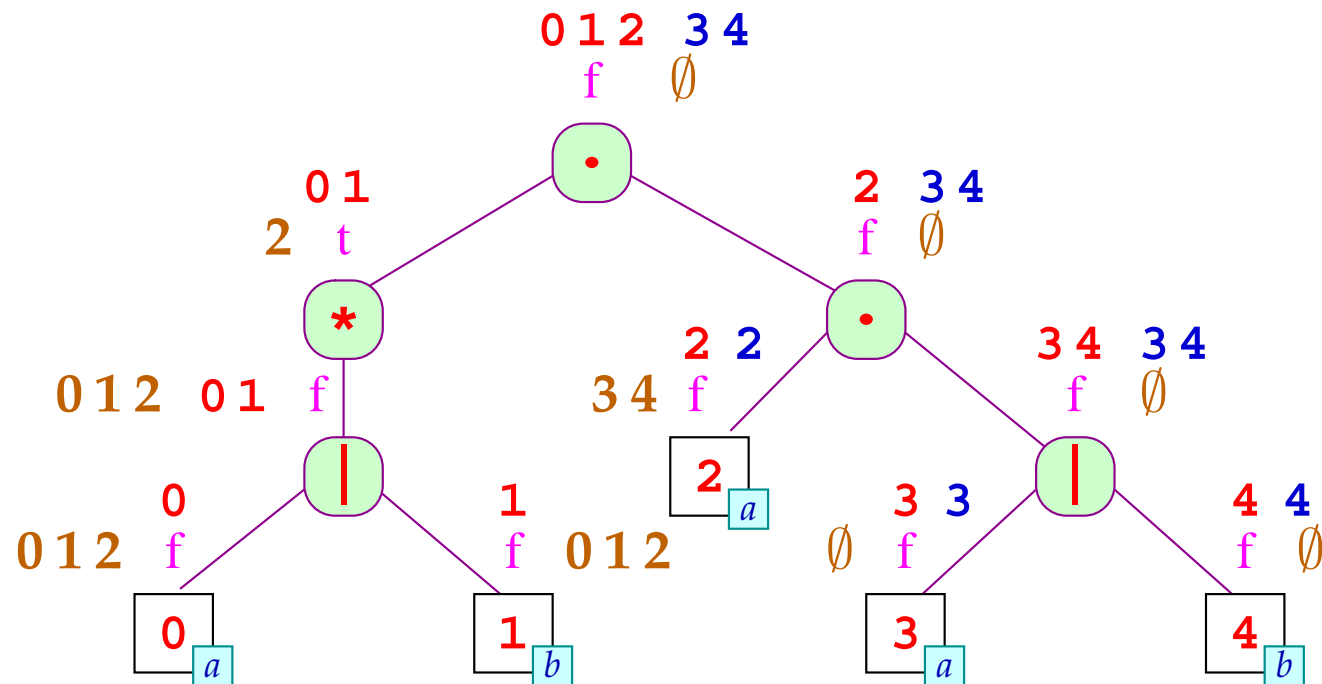 0 1 2 3 4
f ∅
·
0 1 2 3 4
2 t f ∅
* ·
2 2 3 4 3 4
0 1 2 0 1 f 3 4 f f ∅
| 2 |
a
0 1 3 3 4 4
0 1 2 f f 0 1 2 ∅ f f ∅
0 1 3 4
a b a b